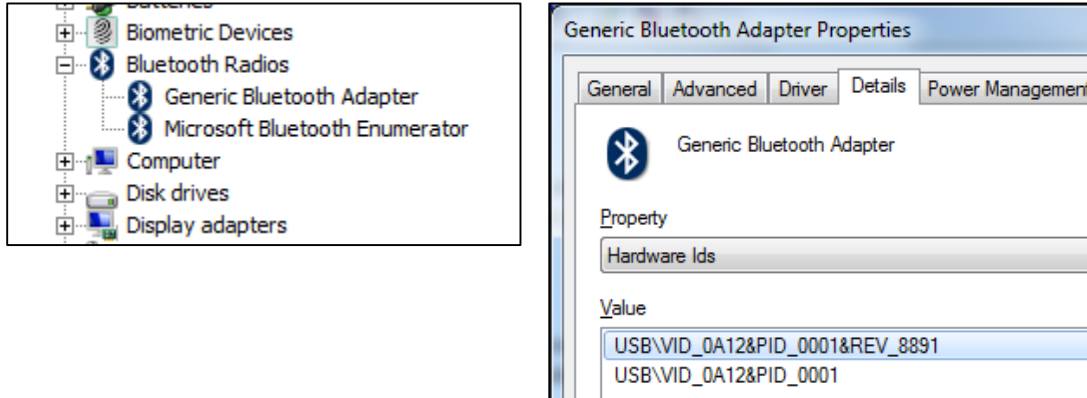 Batteries
Biometric Devices
Bluetooth Radios
Generic Bluetooth Adapter
Microsoft Bluetooth Enumerator
Computer
Disk drives
Display adapters
Generic Bluetooth Adapter Properties
General Advanced Driver Details Power Management
Generic Bluetooth Adapter
Property
Hardware Ids
Value
USB\VID_0A12&PID_0001&REV_8891
USB\VID_0A12&PID_0001